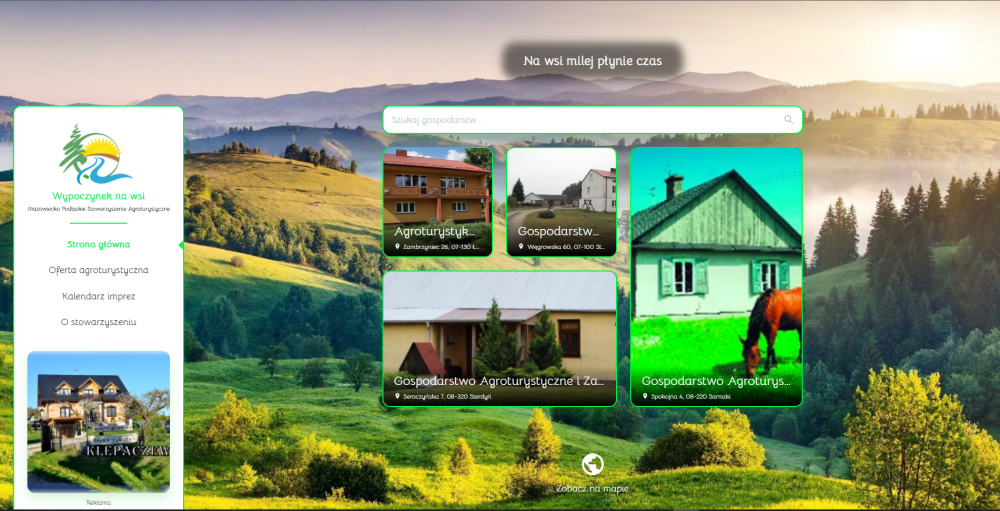 Na wsi milej płynie czas
Wypoczynek na wsi
Mazowiecko Podlaskie Stowarzyszenie Agroturystyczne
Strona główna
Oferta agroturystyczna
Kalendarz imprez
O stowarzyszeniu
KLEPACZEW
Reklama
Szukaj gospodarstw...
Agroturystyk...
Zambrzyniec 26, 07-130 Ł...
Gospodarstw...
Węgrowska 60, 07-100 St...
Gospodarstwo Agroturystyczne i Za...
Seroczyńska 7, 08-320 Sterdyń
Gospodarstwo Agroturys...
Spokojna 4, 08-220 Samaki
Zobacz na mapie